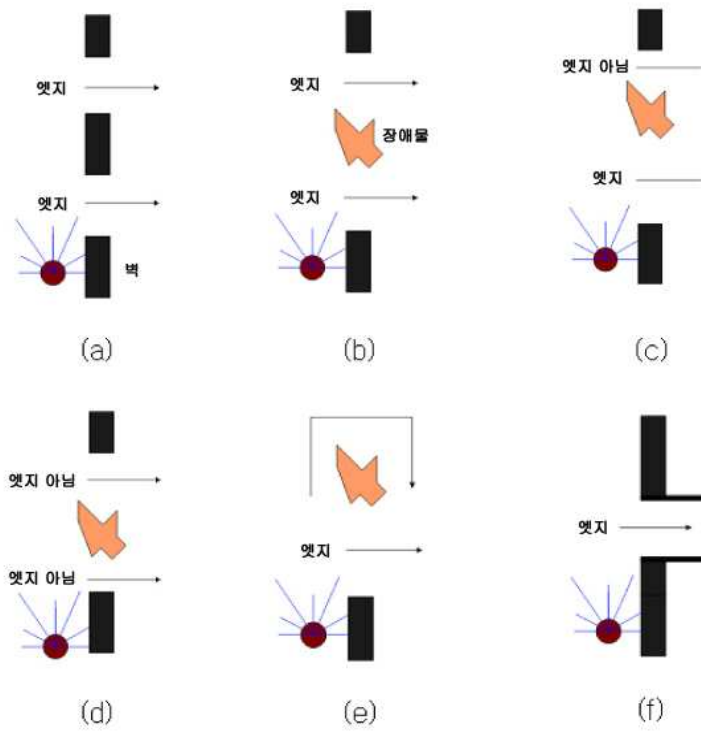 엣지
엣지
벽
(a)
엣지
장애물
엣지
(b)
엣지 아님
엣지
(c)
엣지 아님
엣지 아님
(d)
엣지
(e)
엣지
(f)